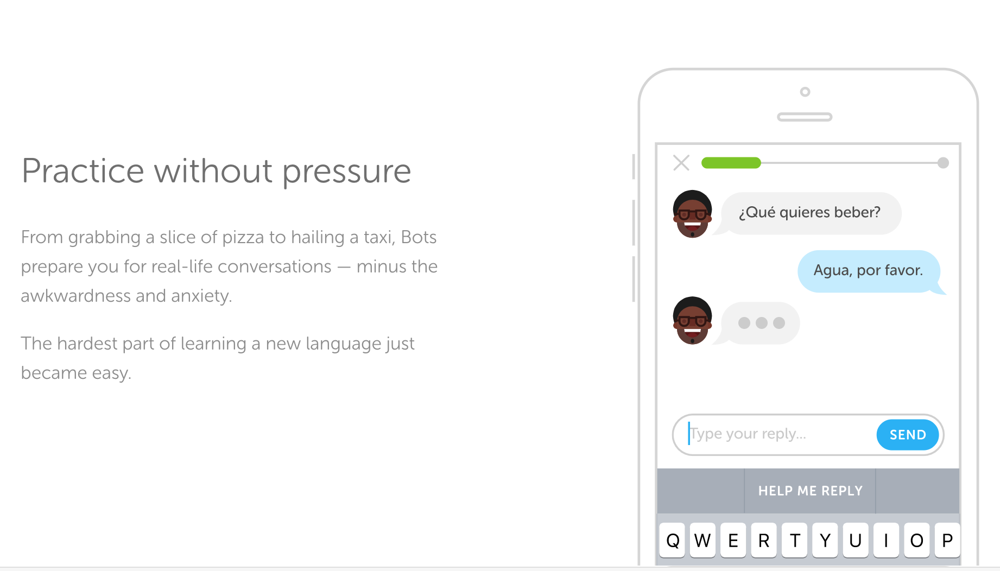 Practice without pressure
From grabbing a slice of pizza to hailing a taxi, Bots
prepare you for real-life conversations — minus the
awkwardness and anxiety.
The hardest part of learning a new language just
became easy.
¿Qué quieres beber?
Agua, por favor.
Type your reply...
SEND
HELP ME REPLY
Q W E R T Y U I O P